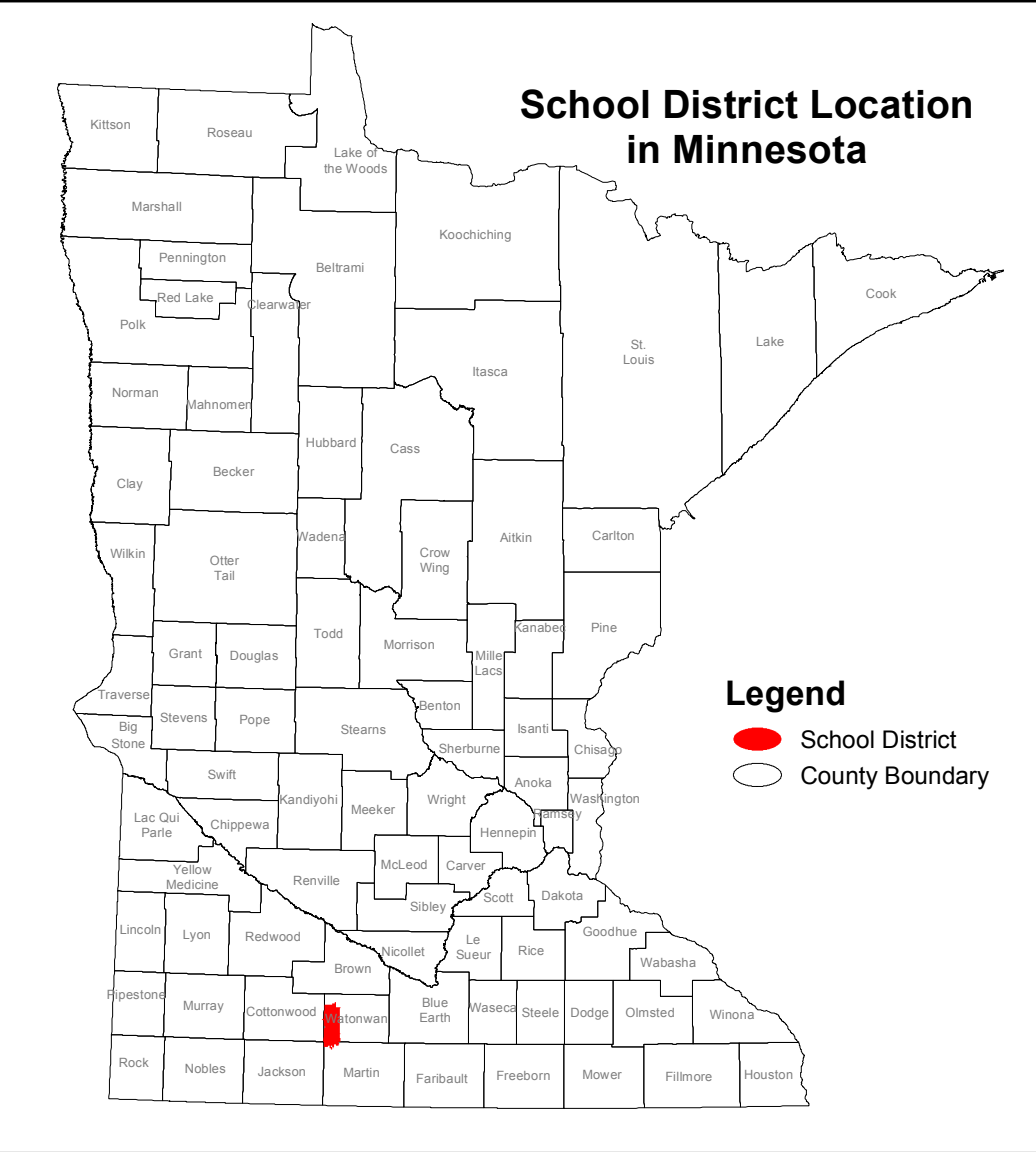 School District Location
in Minnesota
Kittson
Roseau
Lake of
the Woods
Marshall
Koochiching
Pennington
Beltrami
Red Lake
Clearwater
Cook
Polk
St.
Louis
Lake
Itasca
Norman
Mahnomen
Hubbard
Cass
Becker
Clay
Wadena
Aitkin
Carlton
Wilkin
Crow
Wing
Otter
Tail
Todd
Morrison
Kanabec
Pine
Grant
Douglas
Mille
Lacs
Traverse
Benton
Stevens
Pope
Stearns
Isanti
Big
Stone
Sherburne
Chisago
Legend
School District
County Boundary
Swift
Anoka
Kandiyohi
Meeker
Wright
Washington
Ramsey
Lac Qui
Parle
Chippewa
Hennepin
McLeod
Carver
Yellow
Medicine
Renville
Sibley
Scott
Dakota
Lincoln
Lyon
Redwood
Nicollet
Le
Sueur
Rice
Goodhue
Brown
Wabasha
Pipestone
Murray
Cottonwood
Watonwan
Blue
Earth
Waseca
Steele
Dodge
Olmsted
Winona
Rock
Nobles
Jackson
Martin
Faribault
Freeborn
Mower
Fillmore
Houston